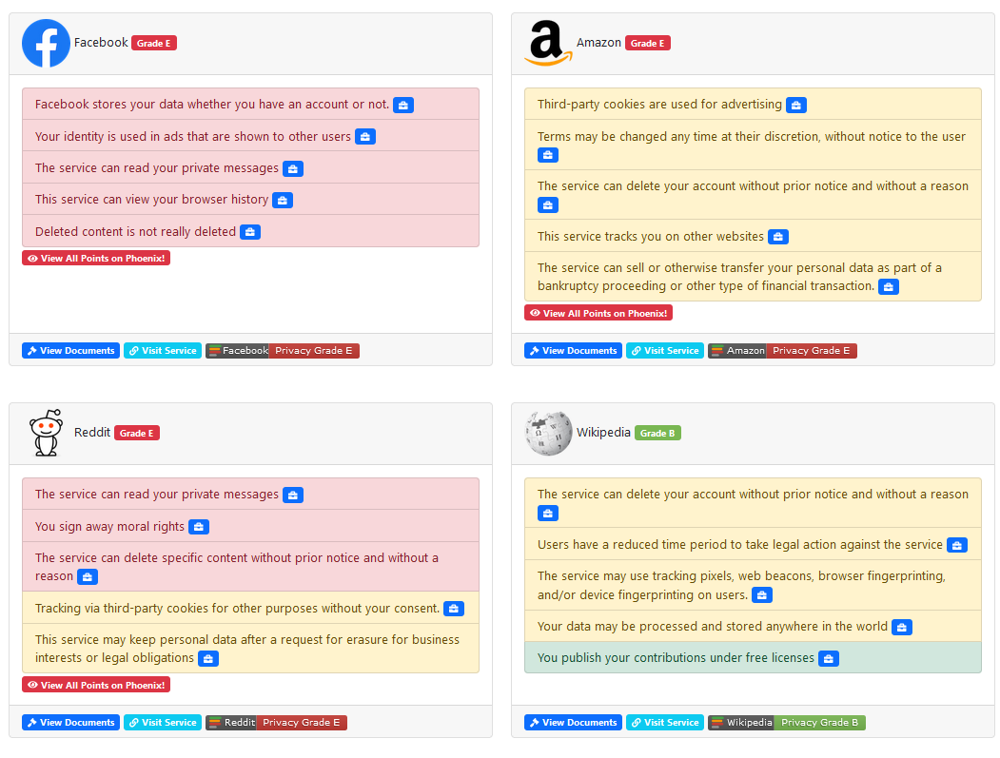 Facebook Grade E
Facebook stores your data whether you have an account or not.
Your identity is used in ads that are shown to other users
The service can read your private messages
This service can view your browser history
Deleted content is not really deleted
View All Points on Phoenix!
View Documents Visit Service Facebook Privacy Grade E
Amazon Grade E
Third-party cookies are used for advertising
Terms may be changed any time at their discretion, without notice to the user
The service can delete your account without prior notice and without a reason
This service tracks you on other websites
The service can sell or otherwise transfer your personal data as part of a
bankruptcy proceeding or other type of financial transaction.
View All Points on Phoenix!
View Documents Visit Service Amazon Privacy Grade E
Reddit Grade E
The service can read your private messages
You sign away moral rights
The service can delete specific content without prior notice and without a
reason
Tracking via third-party cookies for other purposes without your consent.
This service may keep personal data after a request for erasure for business
interests or legal obligations
View All Points on Phoenix!
View Documents Visit Service Reddit Privacy Grade E
Wikipedia Grade B
The service can delete your account without prior notice and without a reason
Users have a reduced time period to take legal action against the service
The service may use tracking pixels, web beacons, browser fingerprinting,
and/or device fingerprinting on users.
Your data may be processed and stored anywhere in the world
You publish your contributions under free licenses
View Documents Visit Service Wikipedia Privacy Grade B